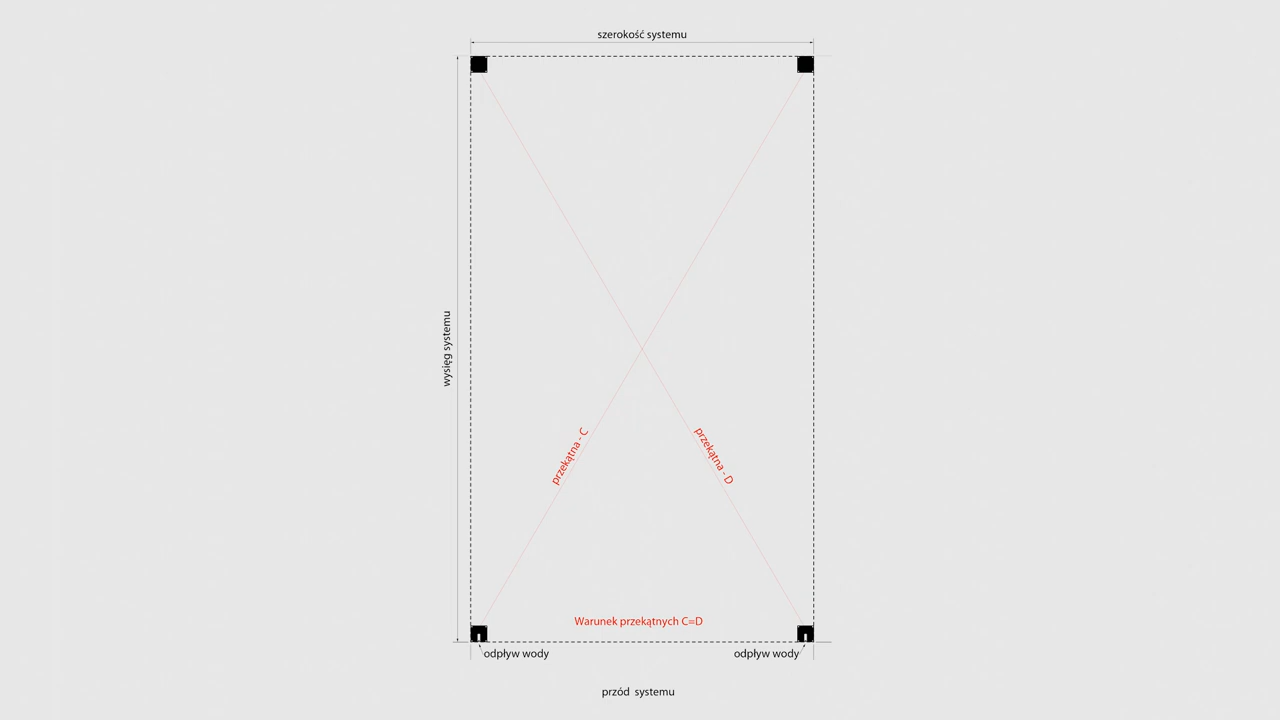 szerokość systemu
wysięg systemu
przekątna - C
przekątna - D
Warunek przekątnych C=D
odpływ wody
odpływ wody
przód systemu